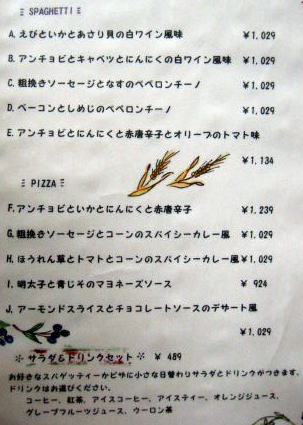 Ξ SPAGHETTI Ξ
A. えびといかとあさり貝の白ワイン風味 ￥1,029
B. アンチョビとキャベツとにんにくの白ワイン風味 ￥1,029
C. 粗挽きソーセージとなすのペペロンチーノ ￥1,029
D. ベーコンとしめじのペペロンチーノ ￥1,029
E. アンチョビとにんにくと赤唐辛子とオリーブのトマト味
￥1,134
Ξ PIZZA Ξ
F. アンチョビといかとにんにくと赤唐辛子 ￥1,239
G. 粗挽きソーセージとコーンのスパイシーカレー風 ￥1,029
H. ほうれん草とトマトとコーンのスパイシーカレー風 ￥1,029
I. 明太子と青じそのマヨネーズソース ￥ 924
J. アーモンドスライスとチョコレートソースのデザート風
￥1,029
※ サラダ&ドリンクセット ※ ￥ 489
お好きなスパゲッティーかピザに小さな日替わりサラダとドリンクがつきます。
ドリンクはお選びください。
コーヒー、紅茶、アイスコーヒー、アイスティー、オレンジジュース、
グレープフルーツジュース、ウーロン茶